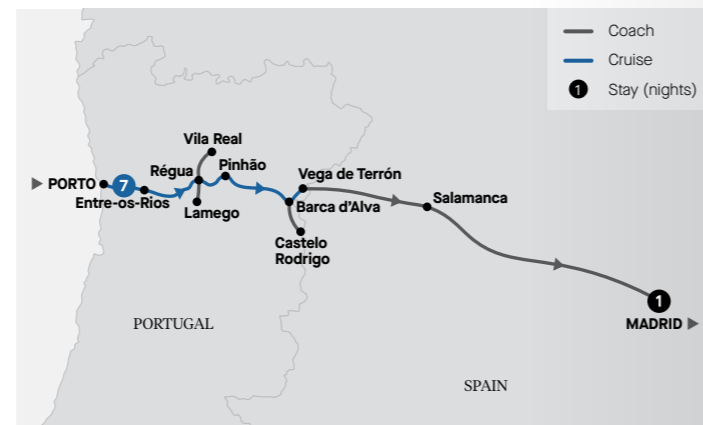 Coach
Cruise
1 Stay (nights)
Vila Real
Régua
Pinhão
Vega de Terrón
PORTO
7
Entre-os-Rios
Lamego
Barca d'Alva
Salamanca
Castelo
Rodrigo
1
MADRID
PORTUGAL
SPAIN